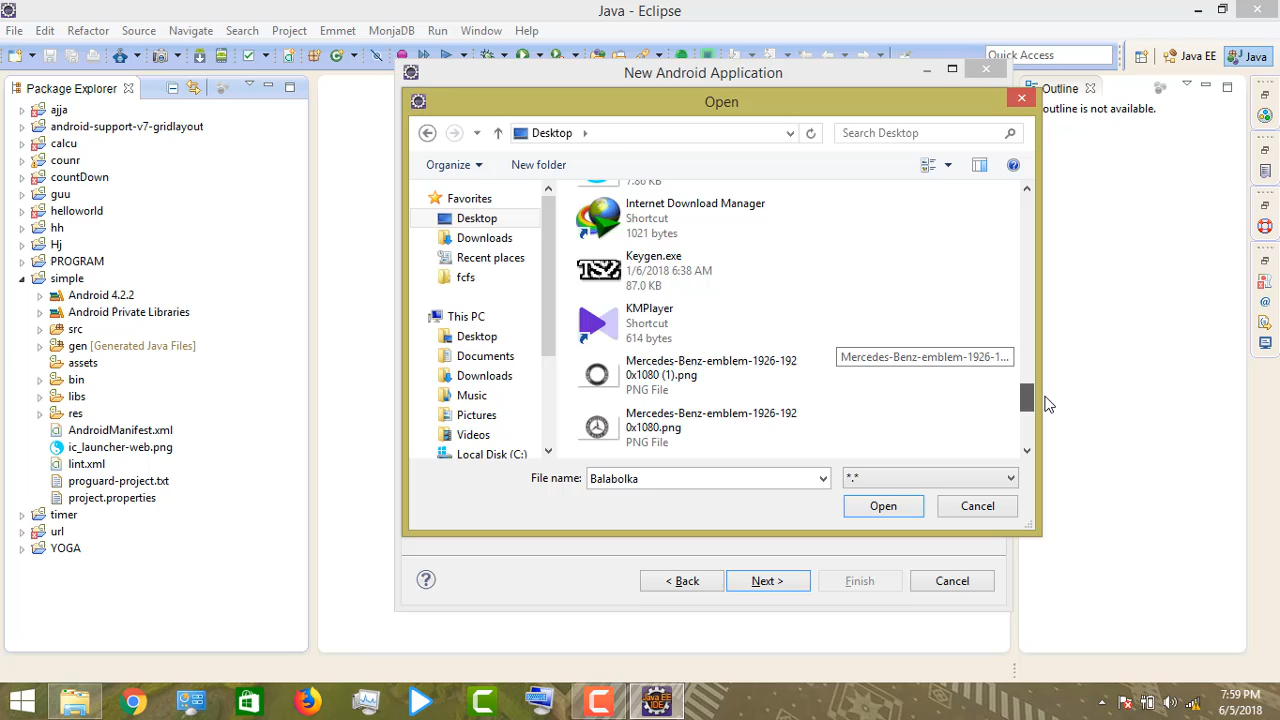 Java - Eclipse
File Edit Refactor Source Navigate Search Project Emmet MonjaDB Run Window Help
Quick Access
Java EE
Java
Package Explorer
ajja
android-support-v7-gridlayout
calcu
counr
countDown
guu
helloworld
hh
Hj
PROGRAM
simple
Android 4.2.2
Android Private Libraries
src
gen [Generated Java Files]
assets
bin
libs
res
AndroidManifest.xml
ic_launcher-web.png
lint.xml
proguard-project.txt
project.properties
timer
url
YOGA
New Android Application
Open
Desktop
Search Desktop
Organize New folder
Favorites
Desktop
Downloads
Recent places
fcfs
This PC
Desktop
Documents
Downloads
Music
Pictures
Videos
Local Disk (C:)
7.86 KB
Internet Download Manager
Shortcut
1021 bytes
TSZ
Keygen.exe
1/6/2018 6:38 AM
87.0 KB
KMPlayer
Shortcut
614 bytes
Mercedes-Benz-emblem-1926-192
0x1080 (1).png
PNG File
Mercedes-Benz-emblem-1926-192
0x1080.png
PNG File
Mercedes-Benz-emblem-1926-1...
File name: Balabolka
*.*
Open Cancel
< Back Next > Finish Cancel
Outline
outline is not available.
Java EE
IDE
7:59 PM
6/5/2018